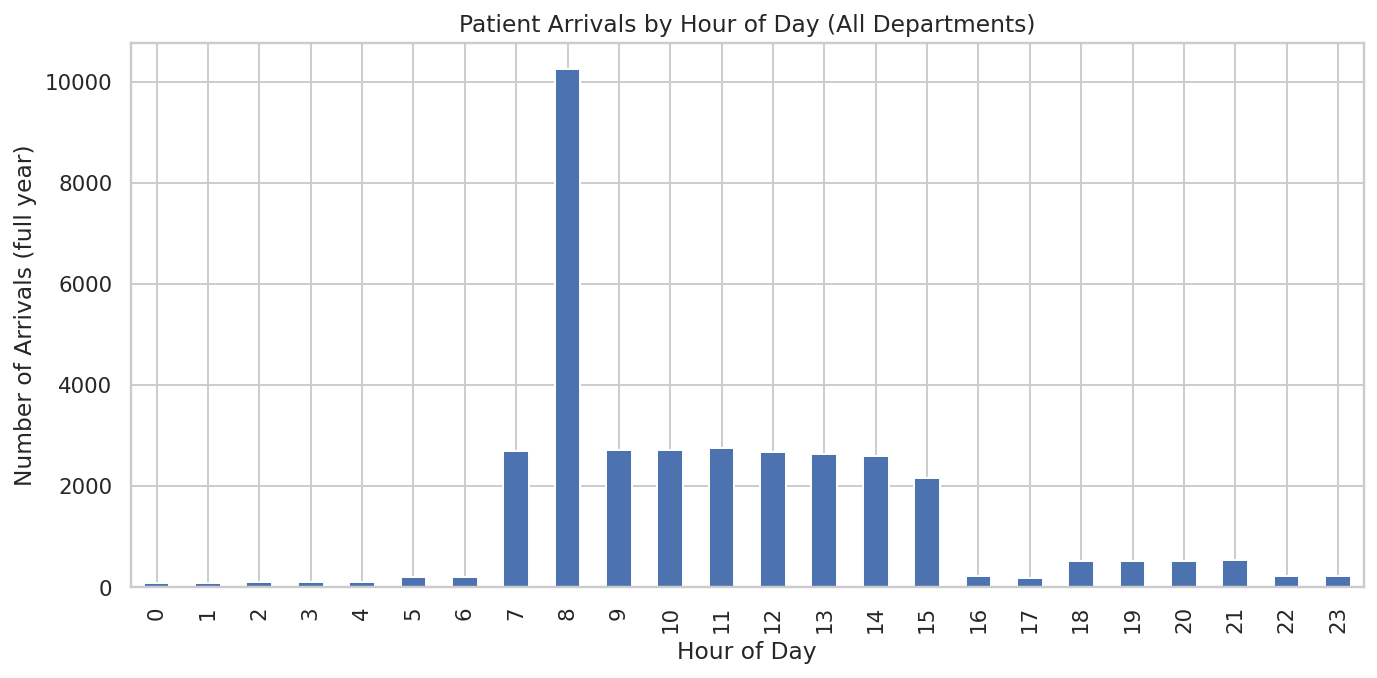 Patient Arrivals by Hour of Day (All Departments)
Number of Arrivals (full year)
10000
8000
6000
4000
2000
0
0 1 2 3 4 5 6 7 8 9 10 11 12 13 14 15 16 17 18 19 20 21 22 23
Hour of Day